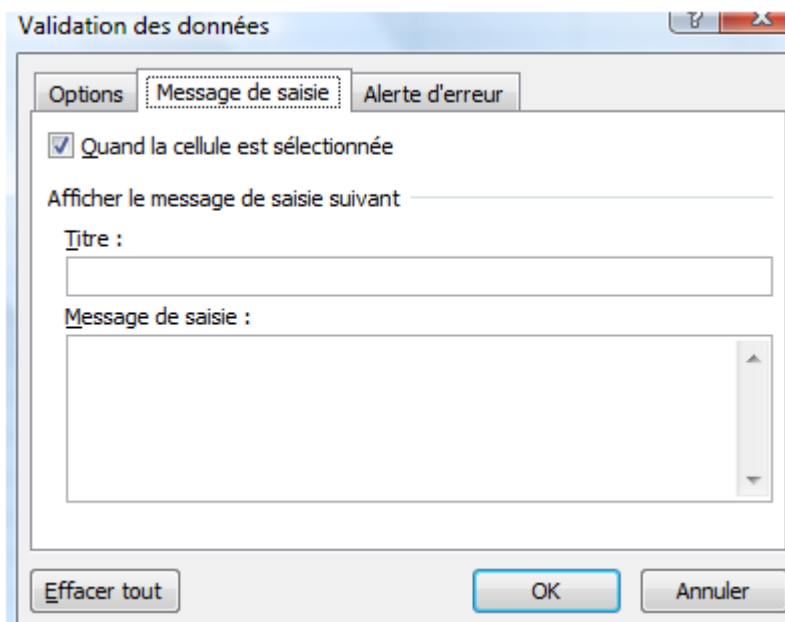 Validation des données
Options Message de saisie Alerte d'erreur
Quand la cellule est sélectionnée
Afficher le message de saisie suivant
Titre :
Message de saisie :
Effacer tout OK Annuler